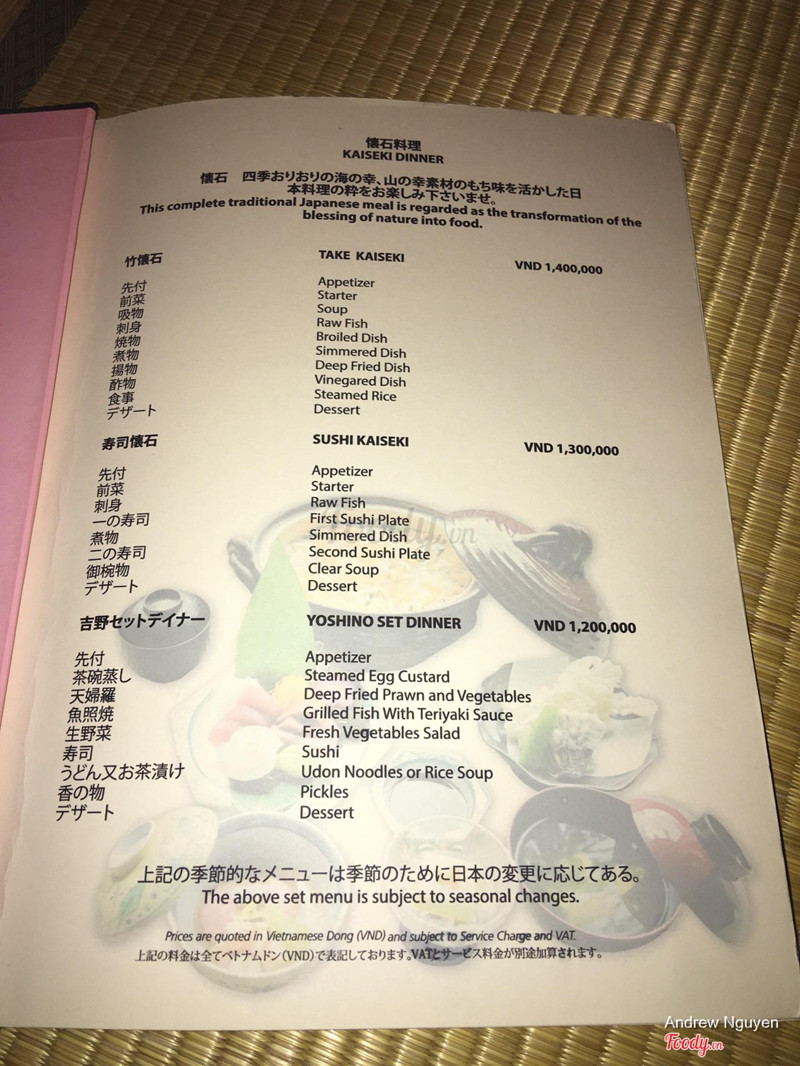 懐石料理
KAISEKI DINNER
懐石 四季おりおりの海の幸、山の幸素材のもち味を活かした日
本料理の粋をお楽しみ下さいませ。
This complete traditional Japanese meal is regarded as the transformation of the
blessing of nature into food.
竹懐石 TAKE KAISEKI VND 1,400,000
先付 Appetizer
前菜 Starter
吸物 Soup
刺身 Raw Fish
焼物 Broiled Dish
煮物 Simmered Dish
揚物 Deep Fried Dish
酢物 Vinegared Dish
食事 Steamed Rice
デザート Dessert
寿司懐石 SUSHI KAISEKI VND 1,300,000
先付 Appetizer
前菜 Starter
刺身 Raw Fish
一の寿司 First Sushi Plate
煮物 Simmered Dish
二の寿司 Second Sushi Plate
御椀物 Clear Soup
デザート Dessert
吉野セットデイナー YOSHINO SET DINNER VND 1,200,000
先付 Appetizer
茶碗蒸し Steamed Egg Custard
天婦羅 Deep Fried Prawn and Vegetables
魚照焼 Grilled Fish With Teriyaki Sauce
生野菜 Fresh Vegetables Salad
寿司 Sushi
うどん又お茶漬け Udon Noodles or Rice Soup
香の物 Pickles
デザート Dessert
上記の季節的なメニューは季節のために日本の変更に応じてある。
The above set menu is subject to seasonal changes.
Prices are quoted in Vietnamese Dong (VND) and subject to Service Charge and VAT.
上記の料金は全てベトナムドン(VND)で表記しております。VATとサービス料金が別途加算されます。
Foody.vn
Andrew Nguyen
Foody.vn